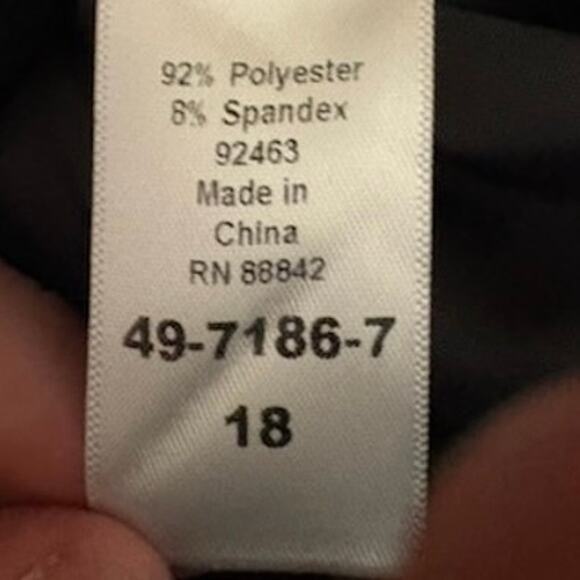 92% Polyester
8% Spandex
92463
Made in
China
RN 88842
49-7186-7
18